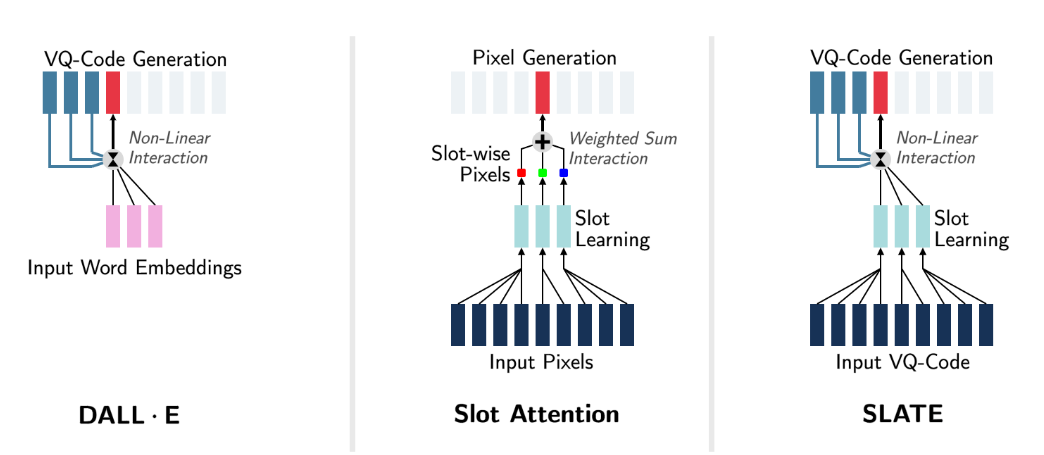 VQ-Code Generation
Non-Linear
Interaction
Input Word Embeddings
DALL · E
Pixel Generation
Weighted Sum
Interaction
Slot-wise
Pixels
Slot
Learning
Input Pixels
Slot Attention
VQ-Code Generation
Non-Linear
Interaction
Slot
Learning
Input VQ-Code
SLATE